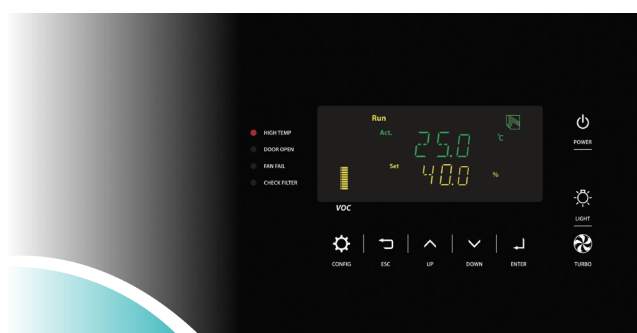 Run
Act. 25.0 °C
Set 40.0 %
VOC
HIGH TEMP
DOOR OPEN
FAN FAIL
CHECK FILTER
POWER
LIGHT
CONFIG
ESC
UP
DOWN
ENTER
TURBO